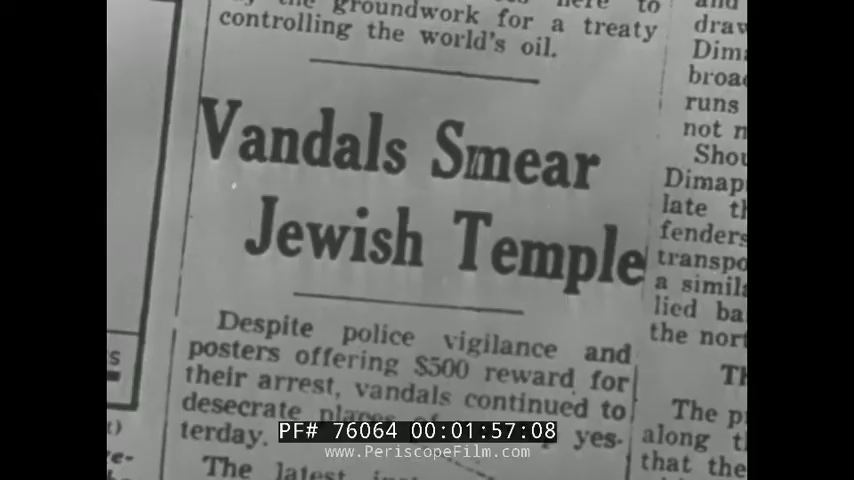 the groundwork for a treaty
controlling the world's oil.
Vandals Smear
Jewish Temple
Despite police vigilance and
posters offering $500 reward for
their arrest, vandals continued to
desecrate places of
yes-
terday.
The latest
to
and
draw
Dima
broad
runs
not
Shou
Dimap
late
fenders
transpo
a simila
lied ba
the nor
The
along
that the
PF# 76064 00:01:57:08
www.PeriscopeFilm.com